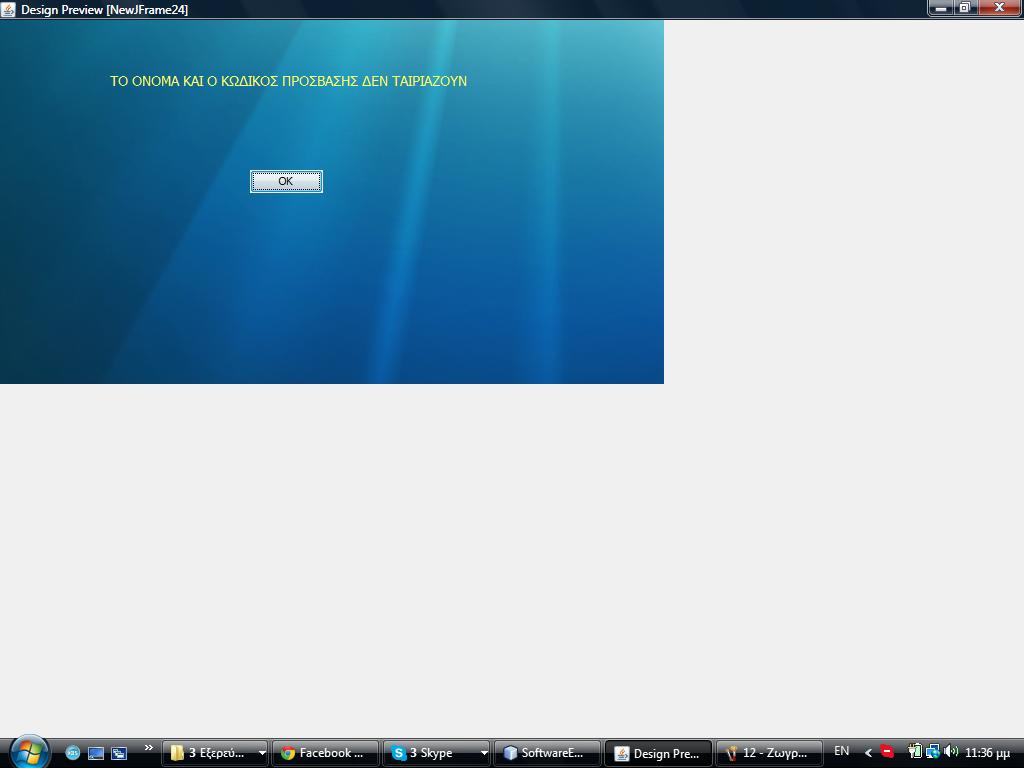 Design Preview [NewJFrame24]
ΤΟ ΟΝΟΜΑ ΚΑΙ Ο ΚΩΔΙΚΟΣ ΠΡΟΣΒΑΣΗΣ ΔΕΝ ΤΑΙΡΙΑΖΟΥΝ
OK
» 3 Εξερεύ... Facebook ... 3 Skype SoftwareE... Design Pre... 12 - Ζωγρ... EN < 11:36 μμ